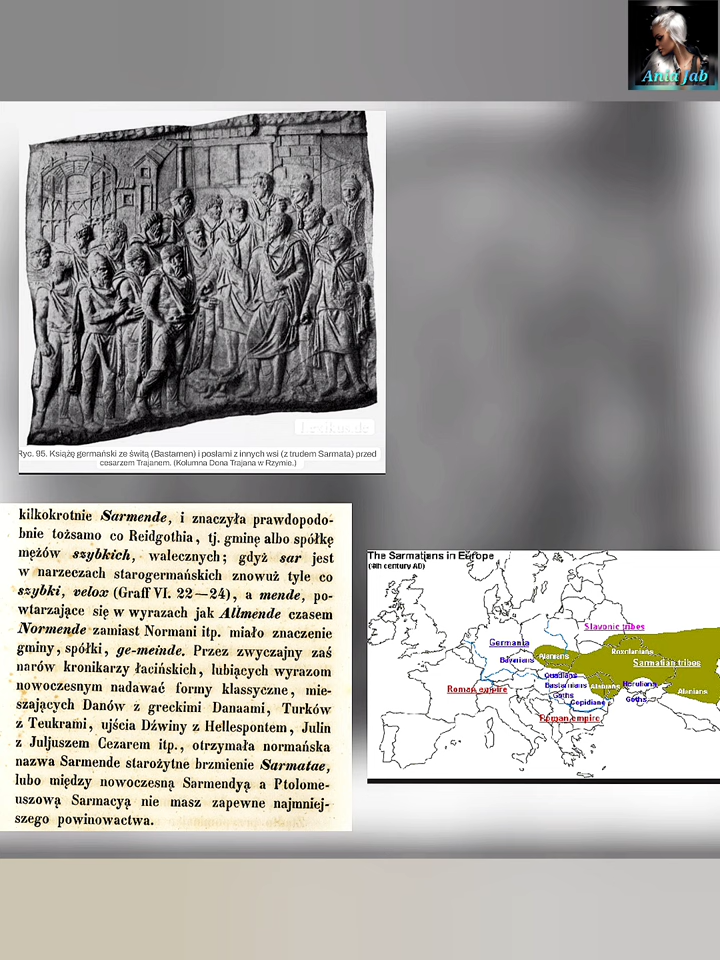 Ania Jab
Lexikus.de
Ryc. 95. Książę germański ze świtą (Bastarnen) i posłami z innych wsi (z trudem Sarmata) przed
cesarzem Trajanem. (Kolumna Dona Trajana w Rzymie.)
kilkokrotnie Sarmende, i znaczyła prawdopodo-
bnie tożsamo co Reidgothia, tj. gminę albo spółkę
mężów szybkich, walecznych; gdyż sar jest
w narzeczach starogermańskich znowuż tyle co
szybki, velox (Graff VI. 22—24), a mende, po-
wtarzające się w wyrazach jak Allmende czasem
Normende zamiast Normani itp. miało znaczenie
gminy, spółki, ge-meinde. Przez zwyczajny zaś
narów kronikarzy łacińskich, lubiących wyrazom
nowoczesnym nadawać formy klassyczne, mie-
szających Danów z greckimi Danaami, Turków
z Teukrami, ujścia Dźwiny z Hellespontem, Julin
z Juljuszem Cezarem itp., otrzymała normańska
nazwa Sarmende starożytne brzmienie Sarmatae,
lubo między nowoczesną Sarmendyą a Ptolome-
uszową Sarmacyą nie masz zapewne najmniej-
szego powinowactwa.
The Sarmatians in Europe
(4th century AD)
Slavonic tribes
Germania
Roxolanians
Alanians
Bavarians
Sarmatian tribes
Quadians
Bastarnians
Alanians
Herulians
Alanians
Roman empire
Goths
Gepidians
Goths
Roman empire